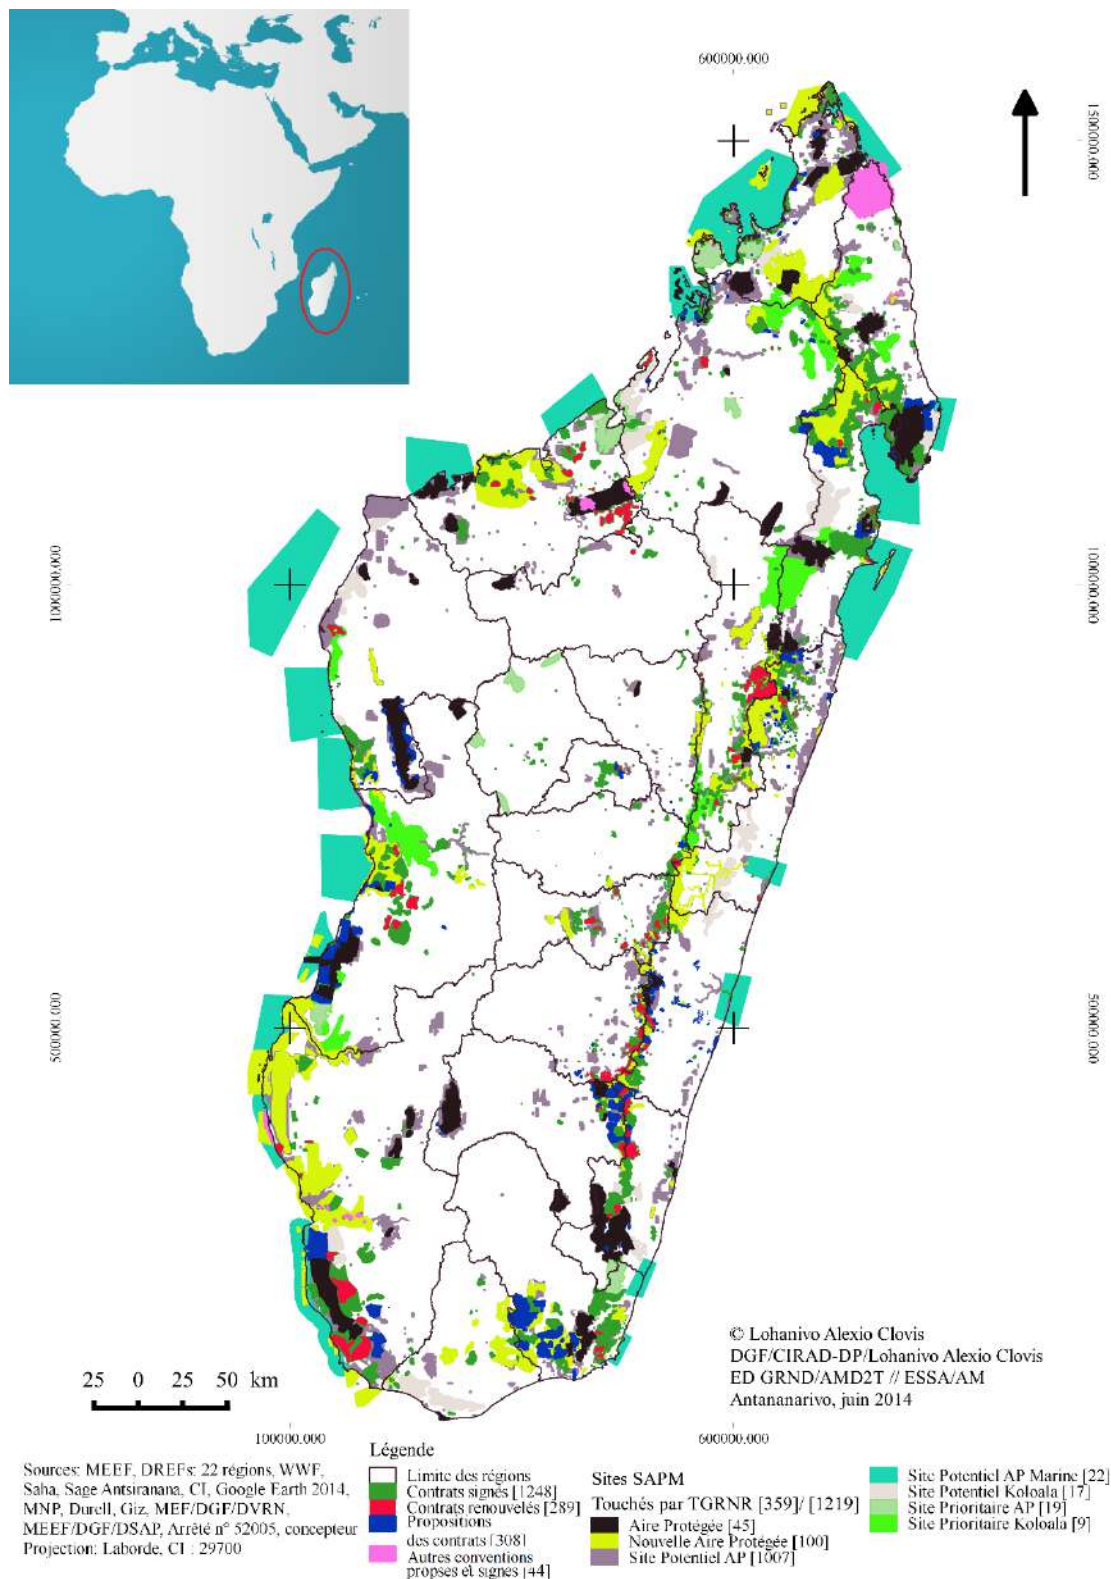 600000.000
1500000.000
1000000.000
1000000.000
500000.000
500000.000
© Lohanivo Alexio Clovis
DGF/CIRAD-DP/Lohanivo Alexio Clovis
ED GRND/AMD2T // ESSA/AM
Antananarivo, juin 2014
25 0 25 50 km
100000.000
600000.000
Sources: MEEF, DREFs: 22 régions, WWF,
Saha, Sage Antsiranana, CI, Google Earth 2014,
MNP, Durell, Giz, MEF/DGF/DVRN,
MEEF/DGF/DSAP, Arrêté n° 52005, concepteur
Projection: Laborde, CI : 29700
Légende
Limite des régions
Contrats signés [1248]
Contrats renouvelés [289]
Propositions
des contrats [308]
Autres conventions
propses et signes [44]
Sites SAPM
Touchés par TGRNR [359]/ [1219]
Aire Protégée [45]
Nouvelle Aire Protégée [100]
Site Potentiel AP [1007]
Site Potentiel AP Marine [22]
Site Potentiel Koloala [17]
Site Prioritaire AP [19]
Site Prioritaire Koloala [9]